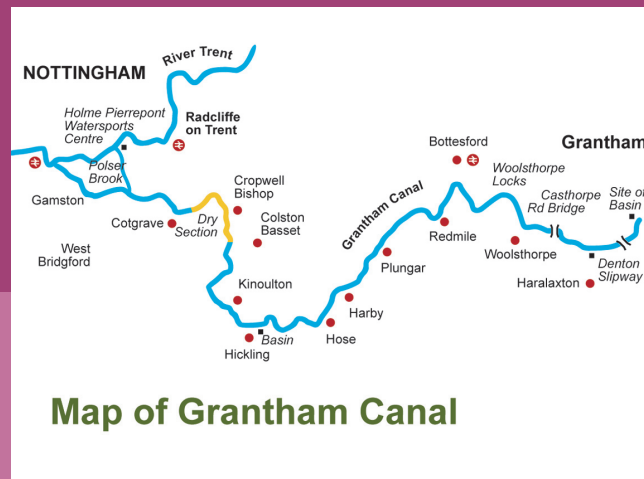 River Trent
NOTTINGHAM
Holme Pierrepont
Watersports
Centre
Radcliffe
on Trent
Polser
Brook
Gamston
Cotgrave
Dry
Section
Cropwell
Bishop
Colston
Basset
West
Bridgford
Kinoulton
Basin
Hickling
Hose
Harby
Plungar
Grantham Canal
Redmile
Bottesford
Woolsthorpe
Locks
Woolsthorpe
Casthorpe
Rd Bridge
Grantham
Site of
Basin
Denton
Slipway
Haralaxton
Map of Grantham Canal